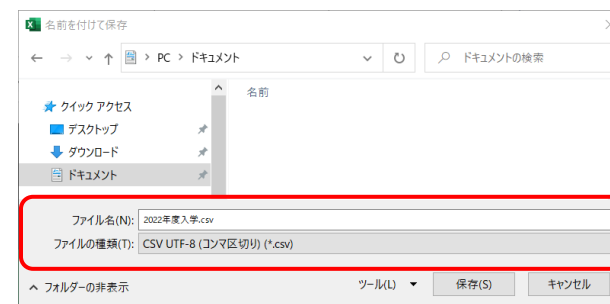 名前を付けて保存
PC > ドキュメント
ドキュメントの検索
名前
クイック アクセス
デスクトップ
ダウンロード
ドキュメント
ファイル名(N): 2022年度入学.csv
ファイルの種類(T): CSV UTF-8 (コンマ区切り) (*.csv)
フォルダーの非表示 ツール(L) 保存(S) キャンセル